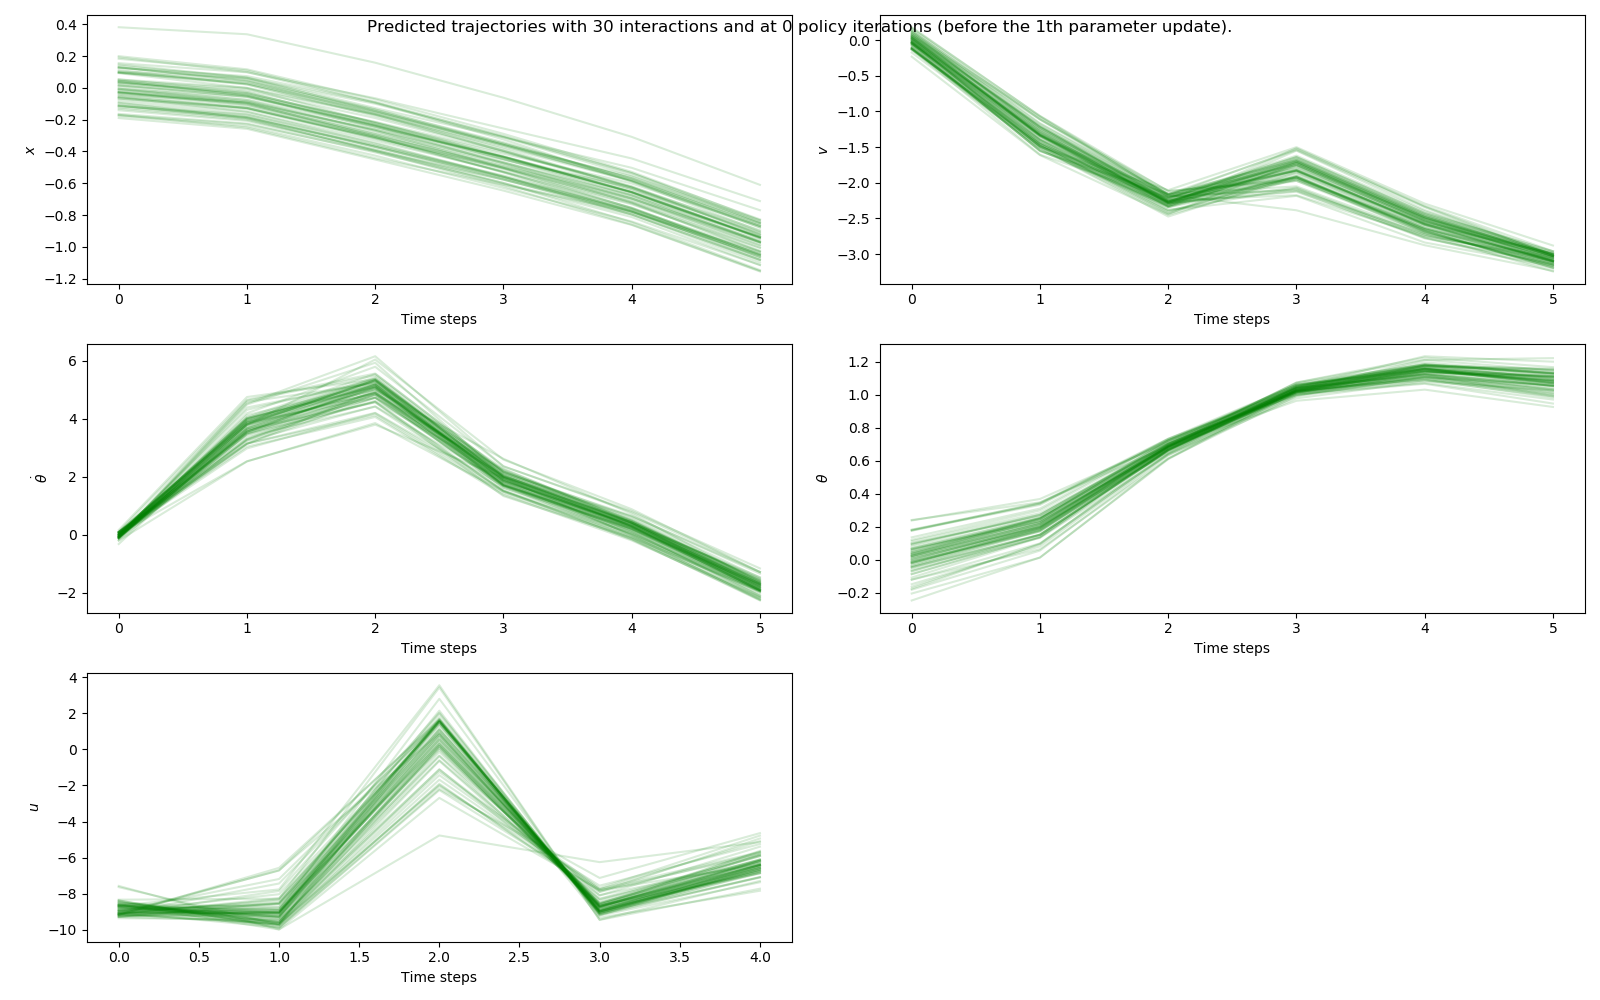 Predicted trajectories with 30 interactions and at 0 policy iterations (before the 1th parameter update).
0.4
0.2
0.0
−0.2
−0.4
−0.6
−0.8
−1.0
−1.2
x
0 1 2 3 4 5
Time steps
0.0
−0.5
−1.0
−1.5
−2.0
−2.5
−3.0
v
0 1 2 3 4 5
Time steps
6
4
2
0
−2
θ̇
0 1 2 3 4 5
Time steps
1.2
1.0
0.8
0.6
0.4
0.2
0.0
−0.2
θ
0 1 2 3 4 5
Time steps
4
2
0
−2
−4
−6
−8
−10
u
0.0 0.5 1.0 1.5 2.0 2.5 3.0 3.5 4.0
Time steps